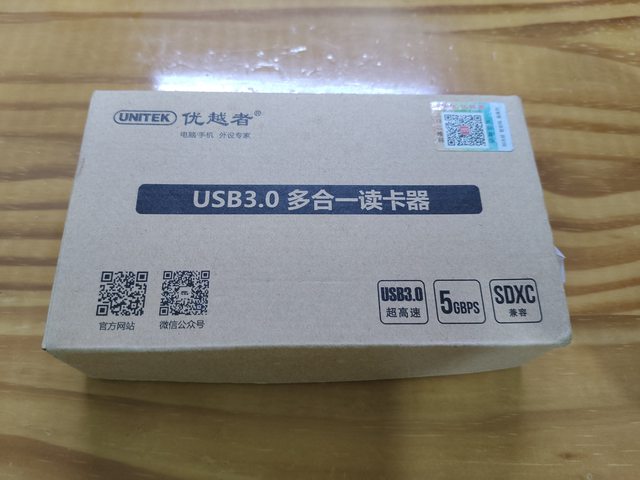 UNITEK 优越者®
电脑/手机 外设专家
USB3.0 多合一读卡器
官方网站
微信公众号
USB3.0
超高速
5GBPS
SDXC
兼容